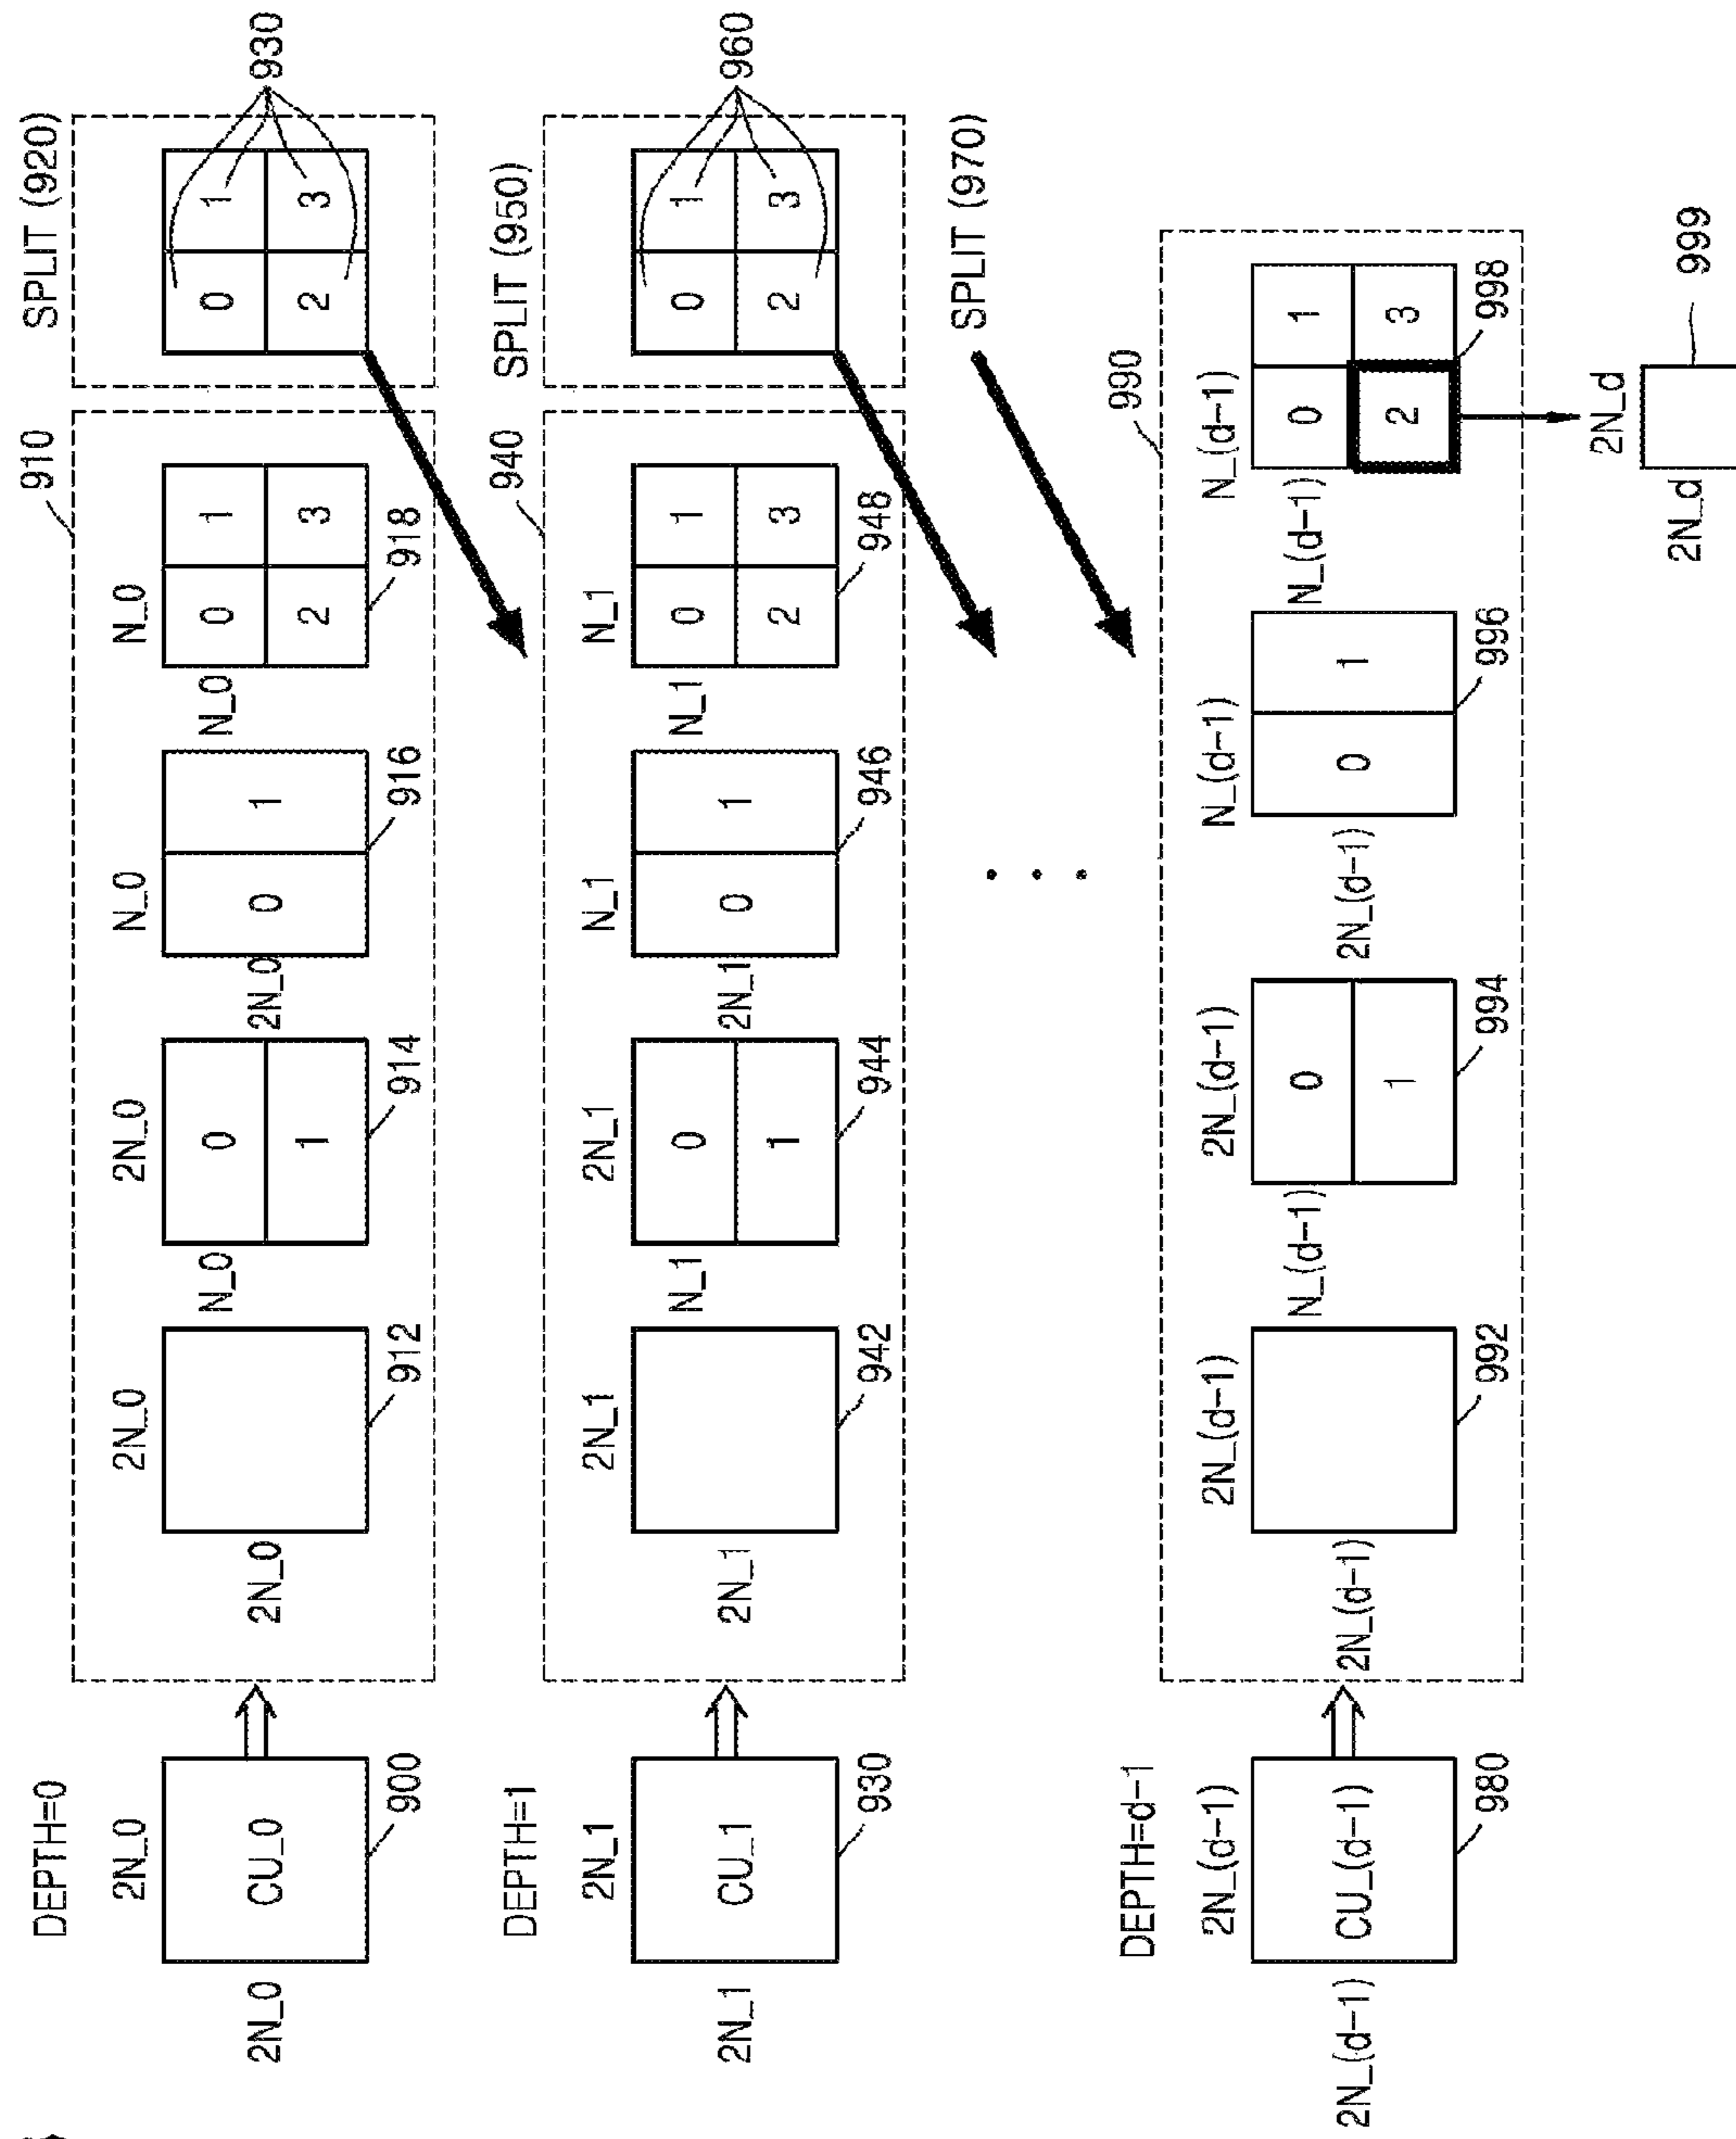 DEPTH=0
2N_0
2N_0
CU_0
900
910
2N_0
2N_0
912
2N_0
N_0
0
1
914
N_0
2N_0
0
1
916
N_0
N_0
0
1
2
3
918
SPLIT (920)
0
1
2
3
930
DEPTH=1
2N_1
2N_1
CU_1
930
940
2N_1
2N_1
942
2N_1
N_1
0
1
944
N_1
2N_1
0
1
946
N_1
N_1
0
1
2
3
948
SPLIT (950)
0
1
2
3
960
SPLIT (970)
DEPTH=d-1
2N_(d-1)
2N_(d-1)
CU_(d-1)
980
990
2N_(d-1)
2N_(d-1)
992
2N_(d-1)
N_(d-1)
0
1
994
N_(d-1)
2N_(d-1)
0
1
996
N_(d-1)
N_(d-1)
0
1
2
3
998
2N_d
2N_d
999